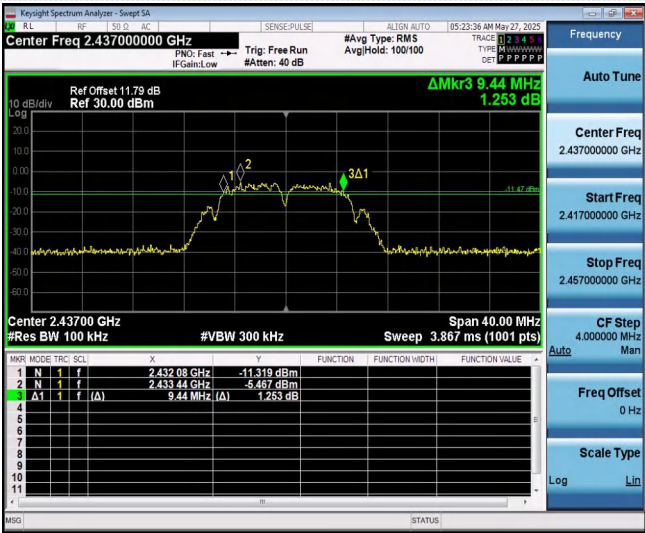 Keysight Spectrum Analyzer - Swept SA
RL RF 50 Ω AC SENSE:PULSE ALIGN AUTO 05:23:36 AM May 27, 2025
Center Freq 2.437000000 GHz
PNO: Fast Trig: Free Run
IFGain:Low #Atten: 40 dB
#Avg Type: RMS
Avg|Hold: 100/100
TRACE 1 2 3 4 5 6
TYPE M W W W W W
DET P P P P P P
Ref Offset 11.79 dB
10 dB/div Ref 30.00 dBm
Log
ΔMkr3 9.44 MHz
1.253 dB
20.0
10.0
0.00
-10.0
-20.0
-30.0
-40.0
-50.0
-60.0
1
2
3Δ1
-11.47 dBm
Center 2.43700 GHz Span 40.00 MHz
#Res BW 100 kHz #VBW 300 kHz Sweep 3.867 ms (1001 pts)
MKR MODE TRC SCL X Y FUNCTION FUNCTION WIDTH FUNCTION VALUE
1 N 1 f 2.432 08 GHz -11.319 dBm
2 N 1 f 2.433 44 GHz -5.467 dBm
3 Δ1 1 f (Δ) 9.44 MHz (Δ) 1.253 dB
4
5
6
7
8
9
10
11
MSG STATUS
Frequency
Auto Tune
Center Freq
2.437000000 GHz
Start Freq
2.417000000 GHz
Stop Freq
2.457000000 GHz
CF Step
4.000000 MHz
Auto Man
Freq Offset
0 Hz
Scale Type
Log Lin